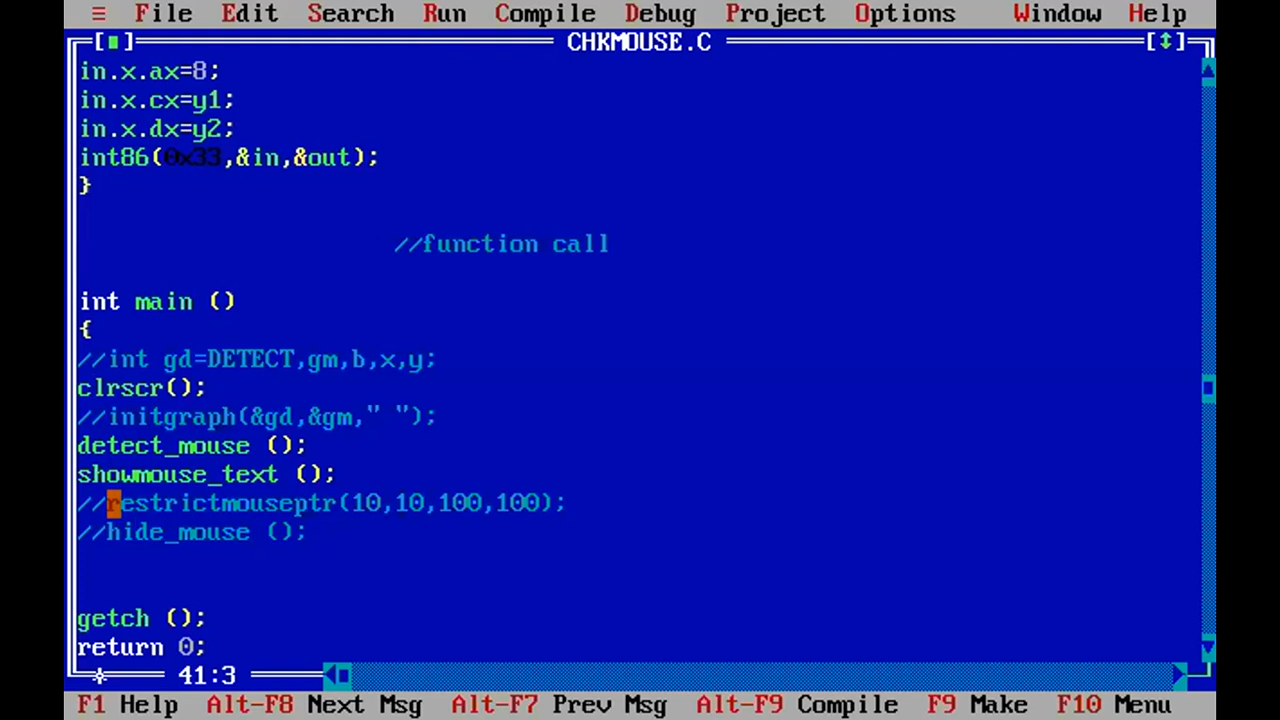 ≡ File Edit Search Run Compile Debug Project Options Window Help
[■] CHKMOUSE.C [↕]
in.x.ax=8;
in.x.cx=y1;
in.x.dx=y2;
int86(0x33,&in,&out);
}
//function call
int main ()
{
//int gd=DETECT,gm,b,x,y;
clrscr();
//initgraph(&gd,&gm," ");
detect_mouse ();
showmouse_text ();
//restrictmouseptr(10,10,100,100);
//hide_mouse ();
getch ();
return 0;
41:3
F1 Help Alt-F8 Next Msg Alt-F7 Prev Msg Alt-F9 Compile F9 Make F10 Menu